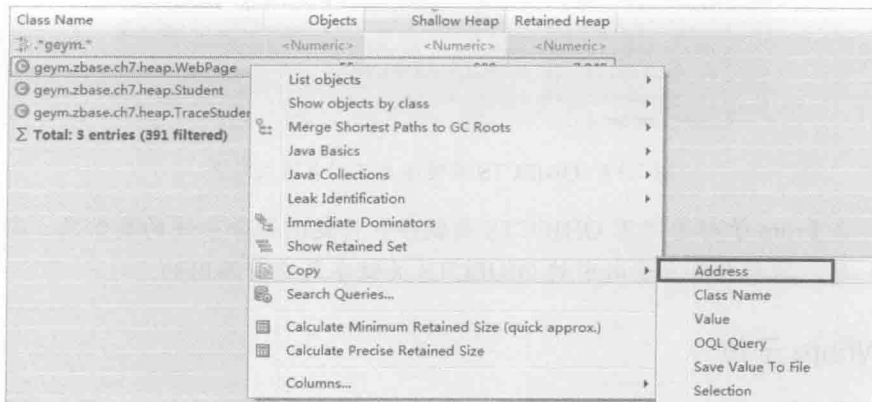 Class Name Objects Shallow Heap Retained Heap
.*geym.* <Numeric> <Numeric> <Numeric>
geym.zbase.ch7.heap.WebPage
geym.zbase.ch7.heap.Student
geym.zbase.ch7.heap.TraceStuder
Σ Total: 3 entries (391 filtered)
List objects
Show objects by class
Merge Shortest Paths to GC Roots
Java Basics
Java Collections
Leak Identification
Immediate Dominators
Show Retained Set
Copy
Search Queries...
Calculate Minimum Retained Size (quick approx.)
Calculate Precise Retained Size
Columns...
Address
Class Name
Value
OQL Query
Save Value To File
Selection